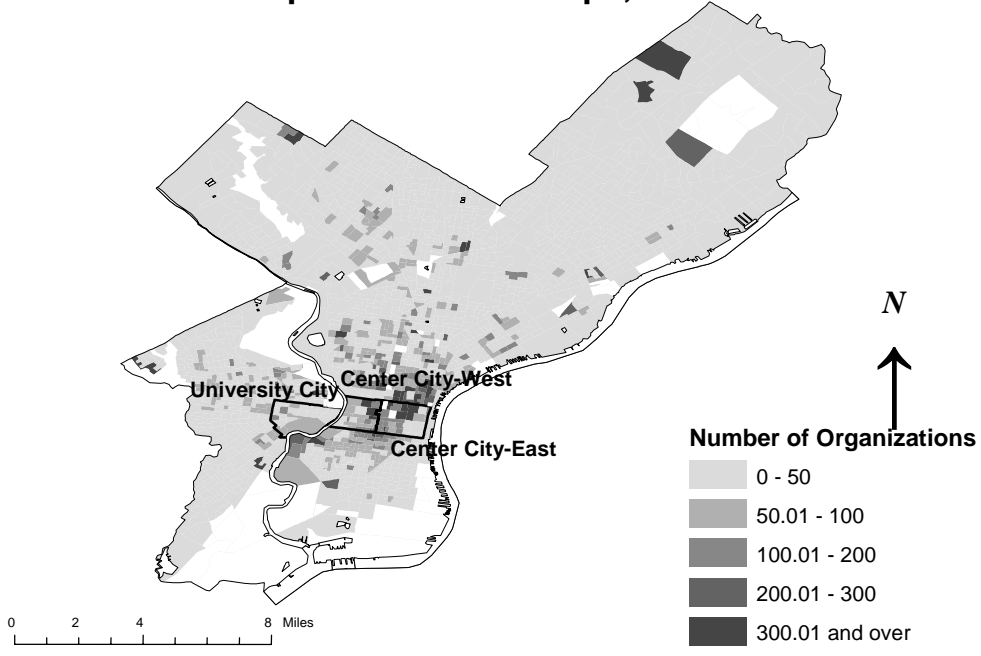 N
University City
Center City-West
Center City-East
Number of Organizations
0 - 50
50.01 - 100
100.01 - 200
200.01 - 300
300.01 and over
0 2 4 8 Miles